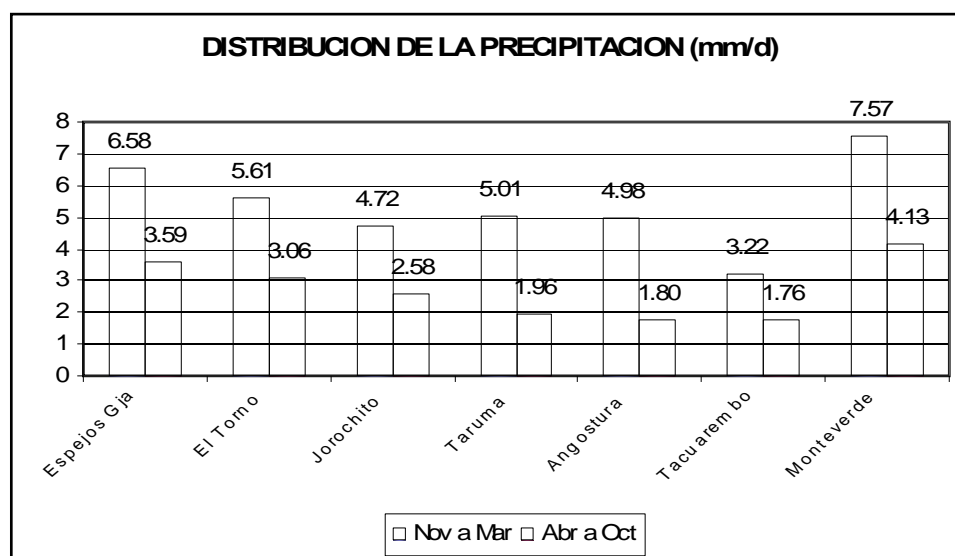 DISTRIBUCION DE LA PRECIPITACION (mm/d)
8
7
6
5
4
3
2
1
0
6.58
3.59
5.61
3.06
4.72
2.58
5.01
1.96
4.98
1.80
3.22
1.76
7.57
4.13
Espejos Gja
El Torno
Jorochito
Taruma
Angostura
Tacuarembo
Monteverde
Nov a Mar
Abr a Oct